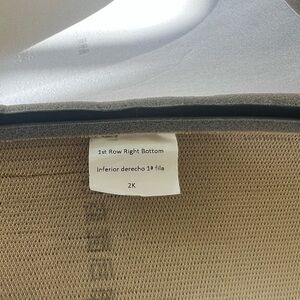 1st Row Right Bottom
Inferior derecho 1ª fila
2K